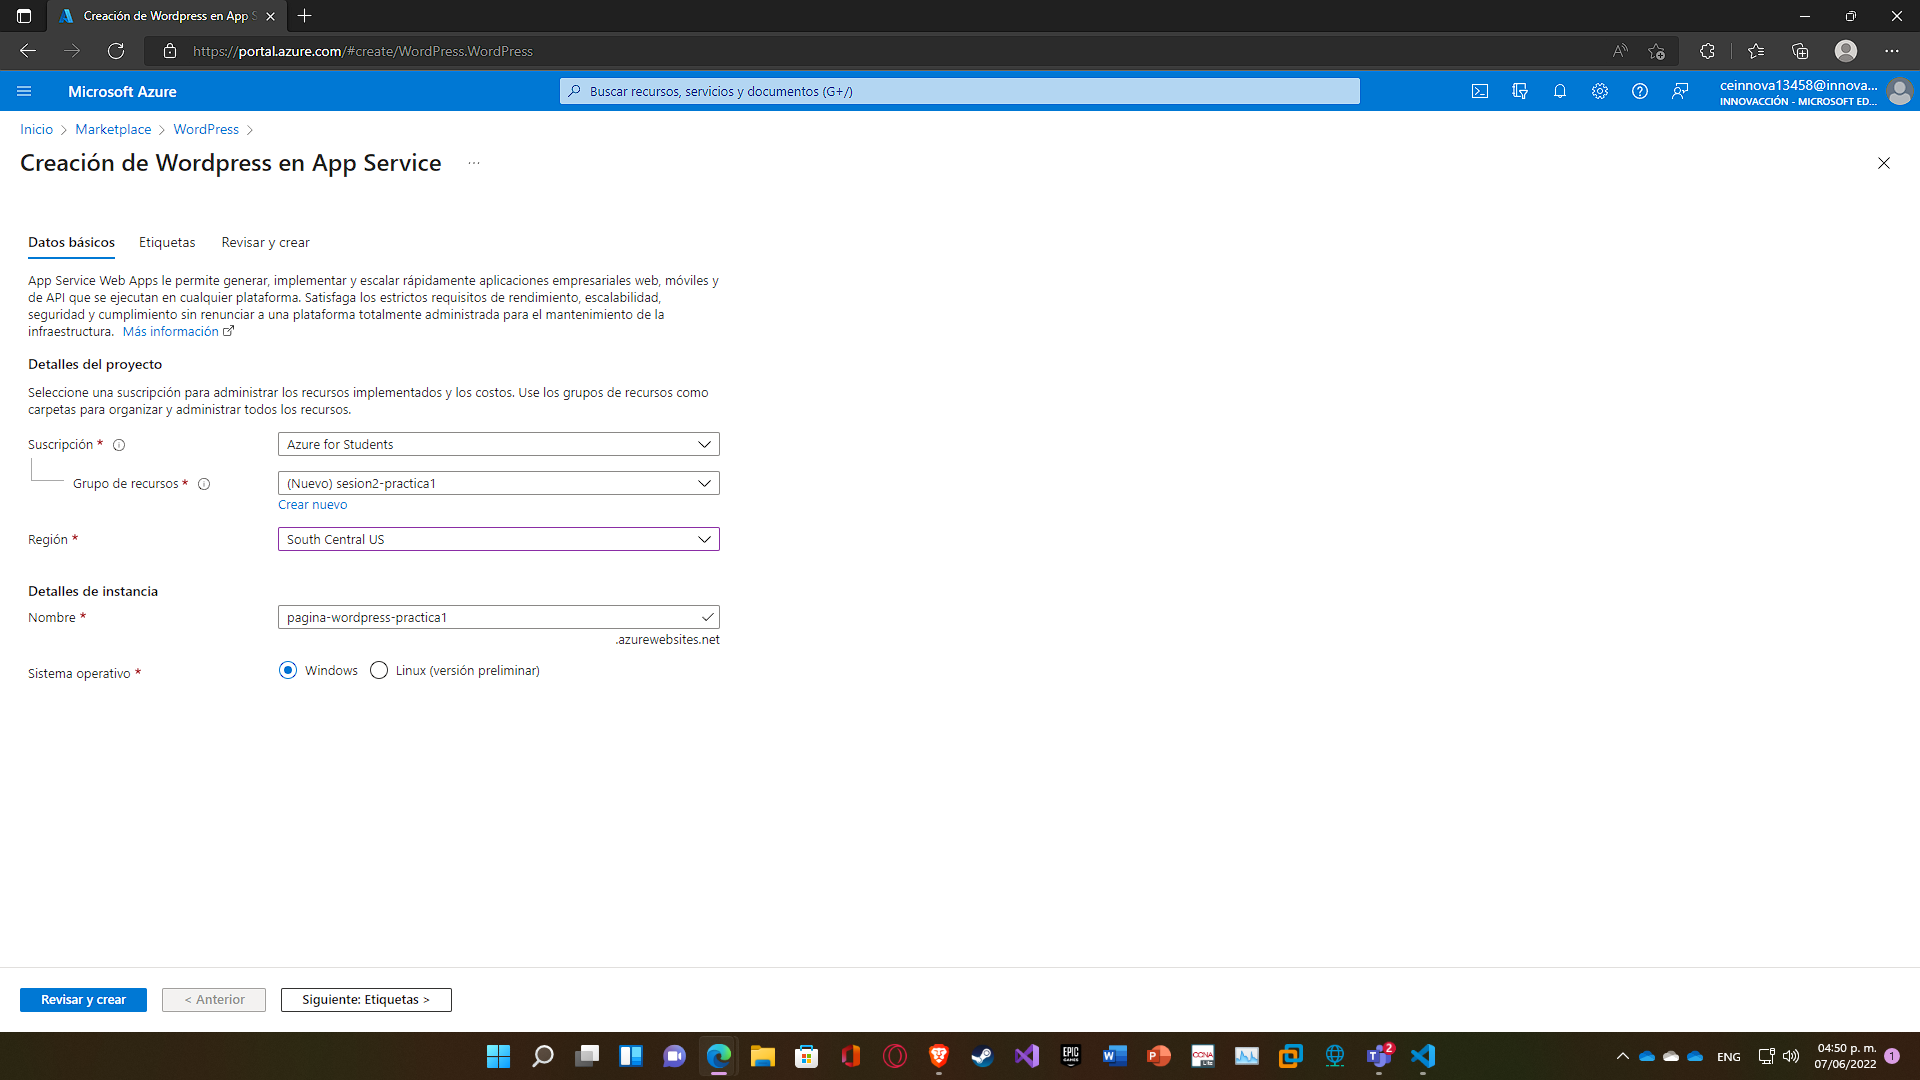 Creación de Wordpress en App S
https://portal.azure.com/#create/WordPress.WordPress
Microsoft Azure
Buscar recursos, servicios y documentos (G+/)
ceinnova13458@innova...
INNOVACCIÓN - MICROSOFT ED...
Inicio > Marketplace > WordPress >
Creación de Wordpress en App Service ...
Datos básicos Etiquetas Revisar y crear
App Service Web Apps le permite generar, implementar y escalar rápidamente aplicaciones empresariales web, móviles y
de API que se ejecutan en cualquier plataforma. Satisfaga los estrictos requisitos de rendimiento, escalabilidad,
seguridad y cumplimiento sin renunciar a una plataforma totalmente administrada para el mantenimiento de la
infraestructura. Más información
Detalles del proyecto
Seleccione una suscripción para administrar los recursos implementados y los costos. Use los grupos de recursos como
carpetas para organizar y administrar todos los recursos.
Suscripción * Azure for Students
Grupo de recursos * (Nuevo) sesion2-practica1
Crear nuevo
Región * South Central US
Detalles de instancia
Nombre * pagina-wordpress-practica1
.azurewebsites.net
Sistema operativo * Windows Linux (versión preliminar)
Revisar y crear < Anterior Siguiente: Etiquetas >
EPIC GAMES
CCNA
2
ENG
04:50 p. m.
07/06/2022
1